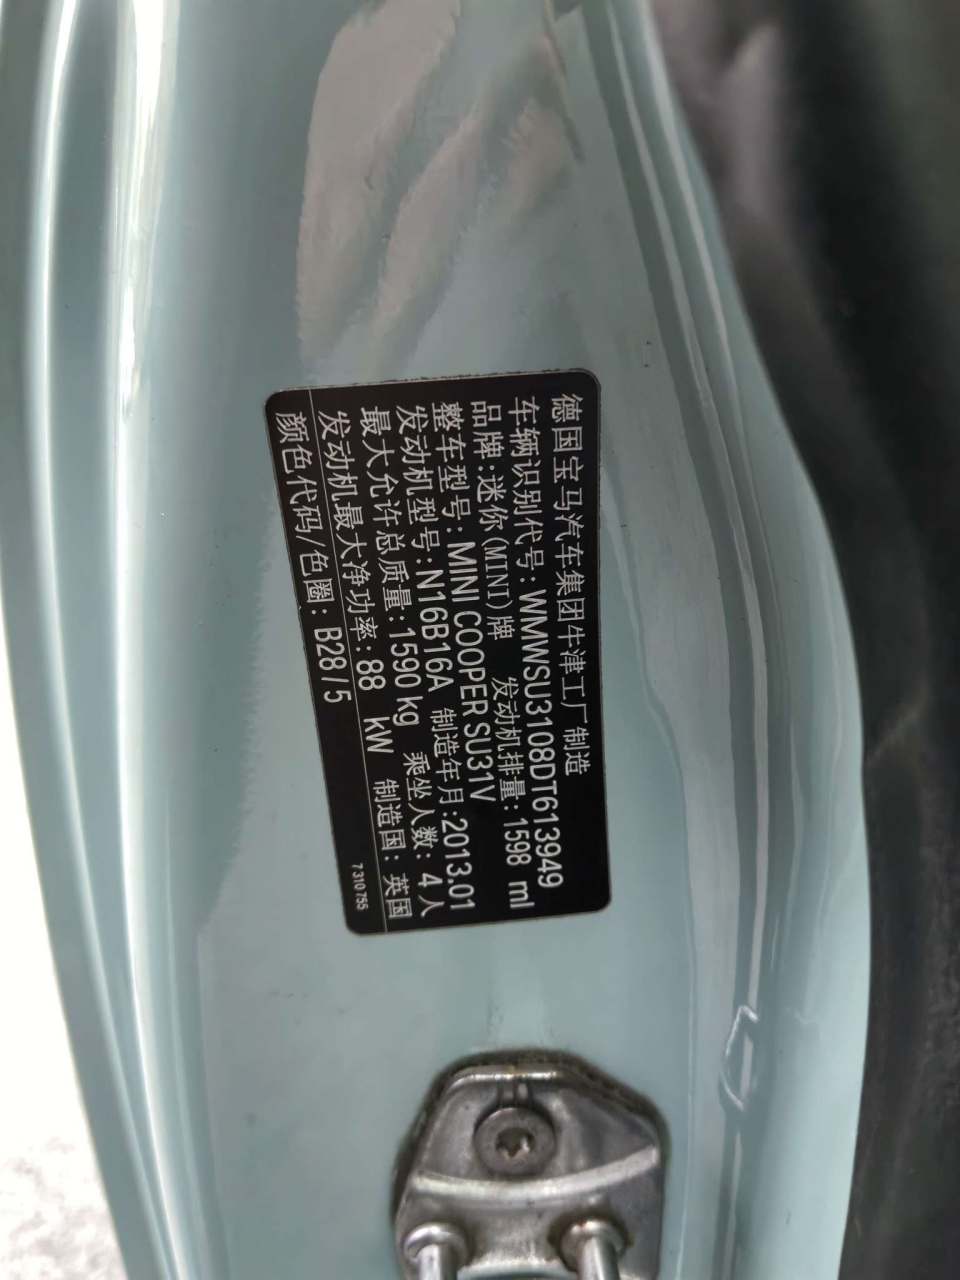 德国宝马汽车集团牛津工厂制造
车辆识别代号: WMWSU3108DT613949
品牌:迷你(MINI)牌 发动机排量: 1598 ml
整车型号: MINI COOPER SU31V
发动机型号:N16B16A 制造年月:2013.01
最大允许总质量:1590 kg 乘坐人数: 4 人
发动机最大净功率: 88 kW 制造国: 英国
颜色代码/色圈: B28 / 5
7 310 755